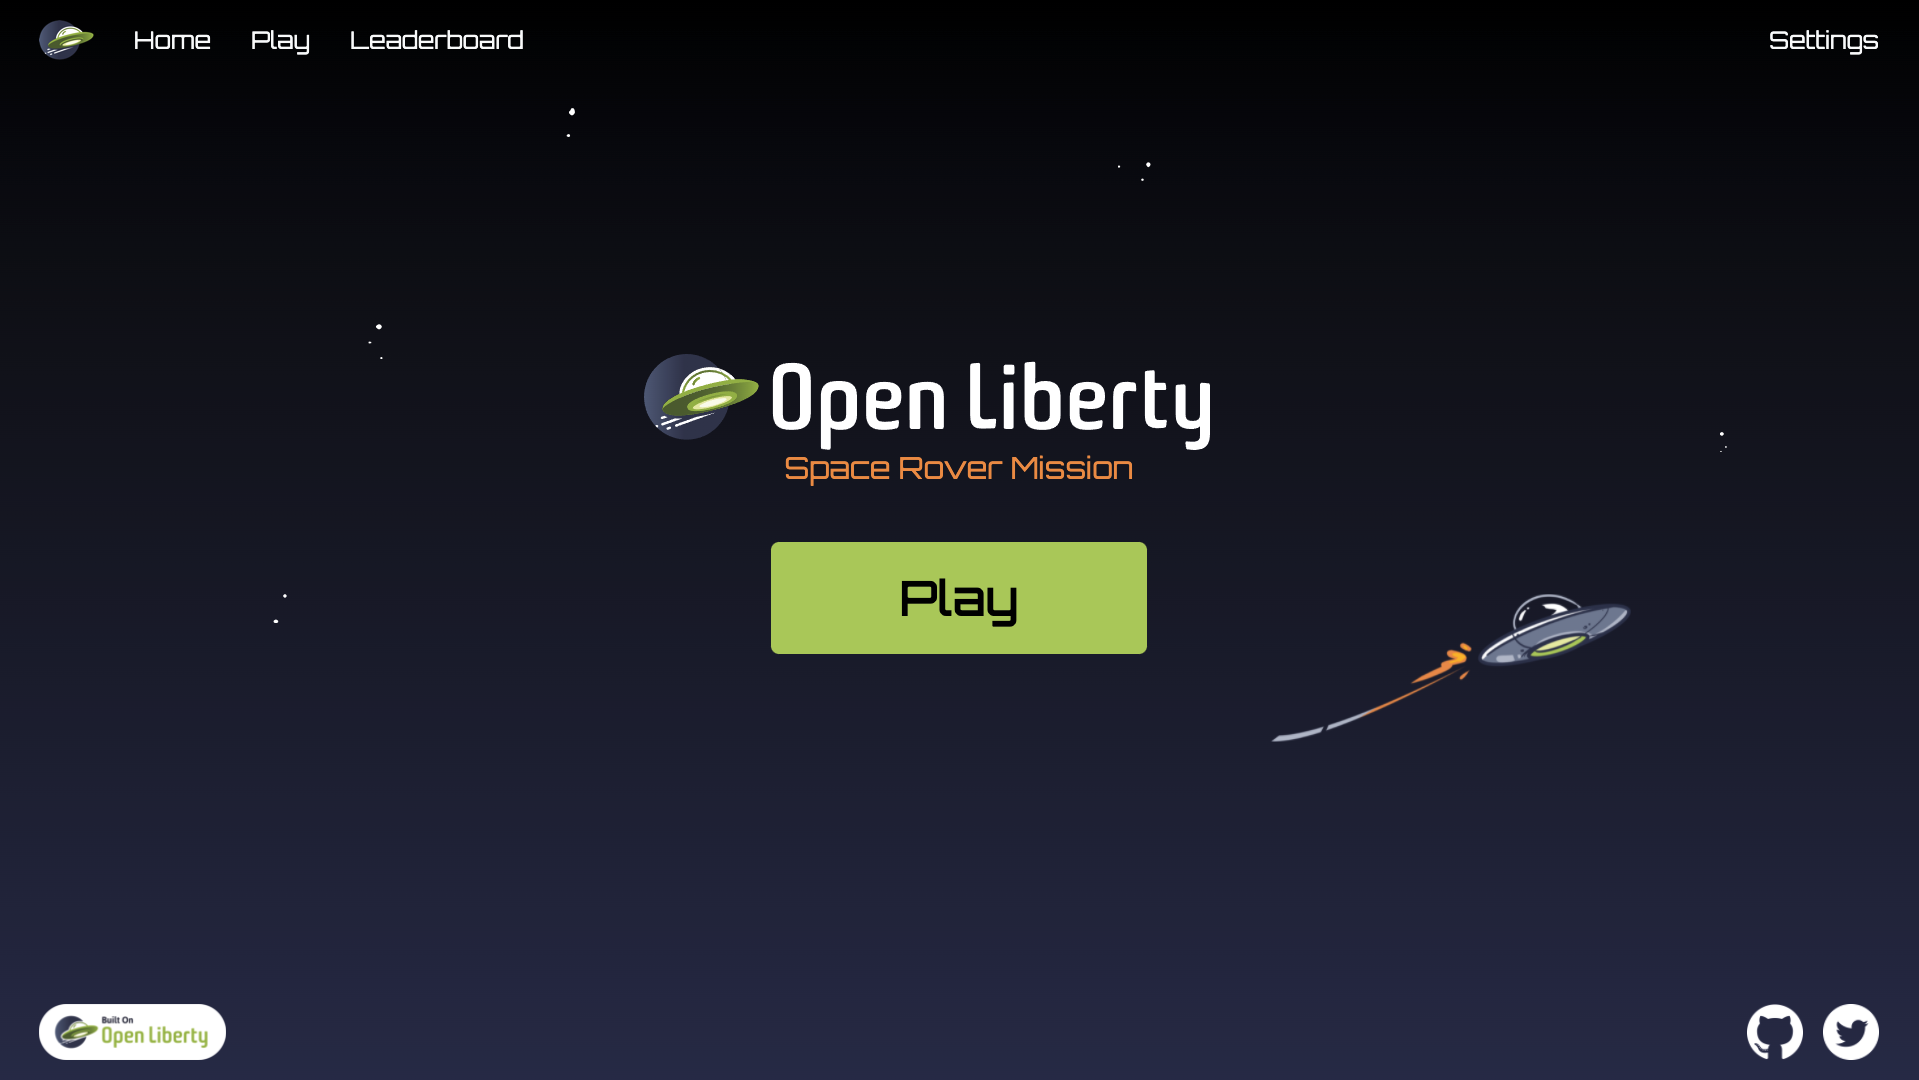 Home
Play
Leaderboard
Settings
Open Liberty
Space Rover Mission
Play
Built On
Open Liberty